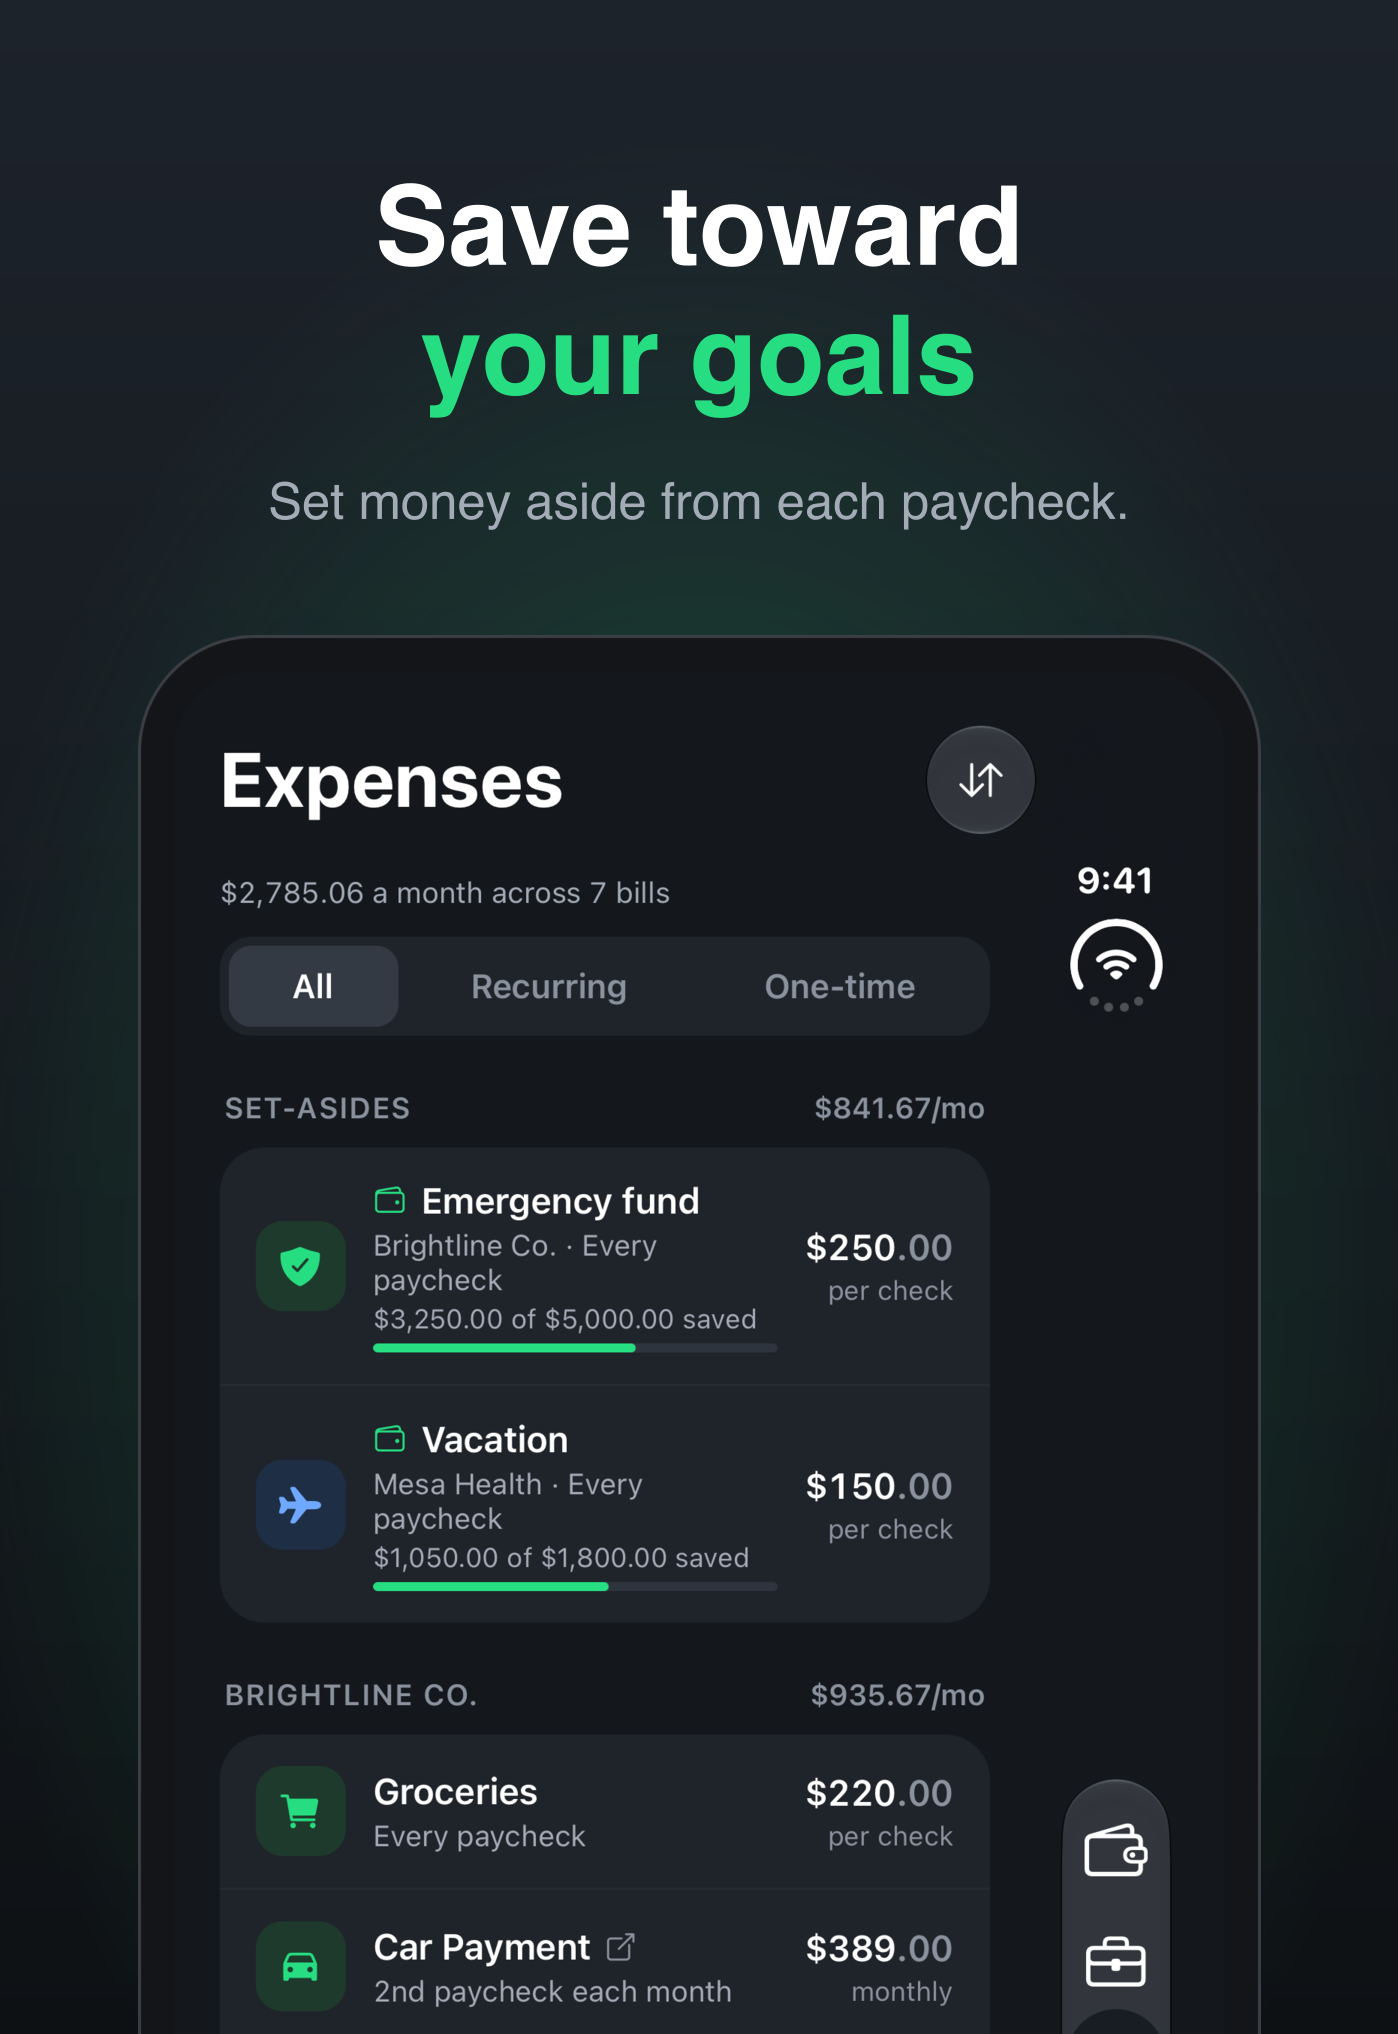 Save toward
your goals
Set money aside from each paycheck.
Expenses
$2,785.06 a month across 7 bills
9:41
All Recurring One-time
SET-ASIDES $841.67/mo
Emergency fund
Brightline Co. · Every
paycheck
$3,250.00 of $5,000.00 saved
$250.00
per check
Vacation
Mesa Health · Every
paycheck
$1,050.00 of $1,800.00 saved
$150.00
per check
BRIGHTLINE CO. $935.67/mo
Groceries
Every paycheck
$220.00
per check
Car Payment
2nd paycheck each month
$389.00
monthly